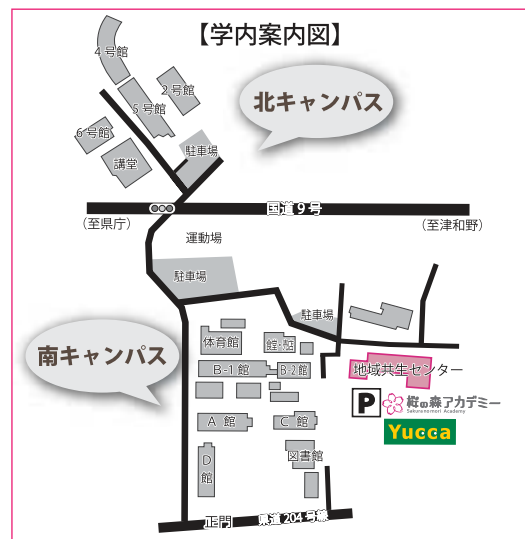 【学内案内図】
4号館
2号館
5号館
北キャンパス
6号館
講堂
駐車場
国道9号
（至県庁）
（至津和野）
運動場
駐車場
駐車場
体育館
南キャンパス
B-1館
B-2館
地域共生センター
P
桜の森アカデミー
Sakuranomori Academy
A 館
C 館
Yucca
D館
図書館
正門
県道204号線